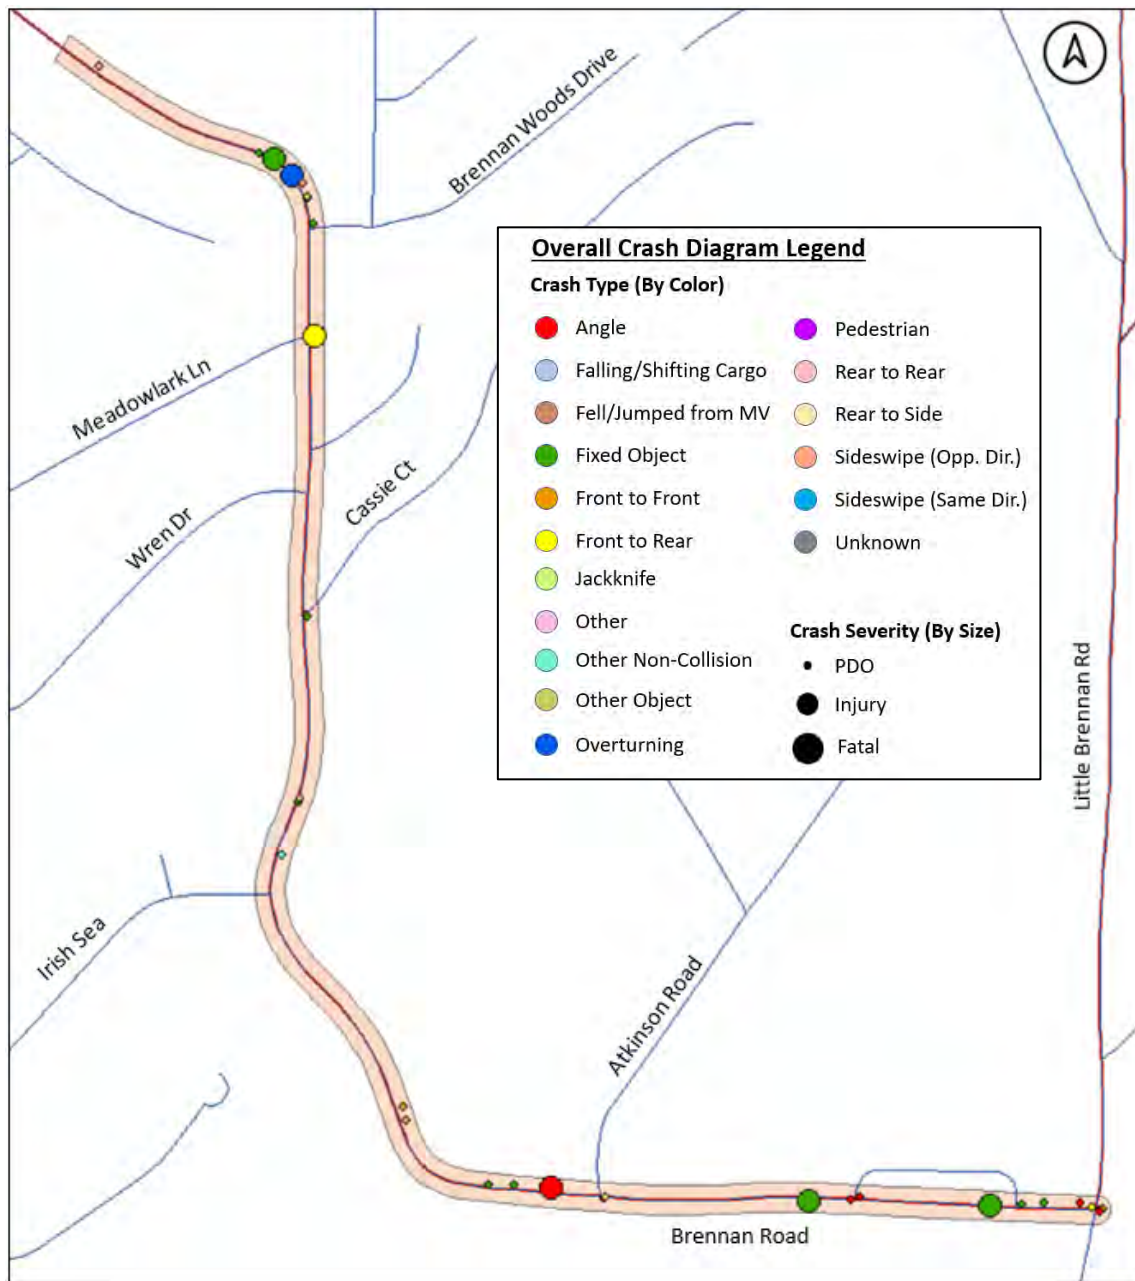 Brennan Woods Drive
Overall Crash Diagram Legend
Crash Type (By Color)
Angle
Falling/Shifting Cargo
Fell/Jumped from MV
Fixed Object
Front to Front
Front to Rear
Jackknife
Other
Other Non-Collision
Other Object
Overturning
Pedestrian
Rear to Rear
Rear to Side
Sideswipe (Opp. Dir.)
Sideswipe (Same Dir.)
Unknown
Crash Severity (By Size)
PDO
Injury
Fatal
Meadowlark Ln
Cassie Ct
Wren Dr
Little Brennan Rd
Irish Sea
Atkinson Road
Brennan Road